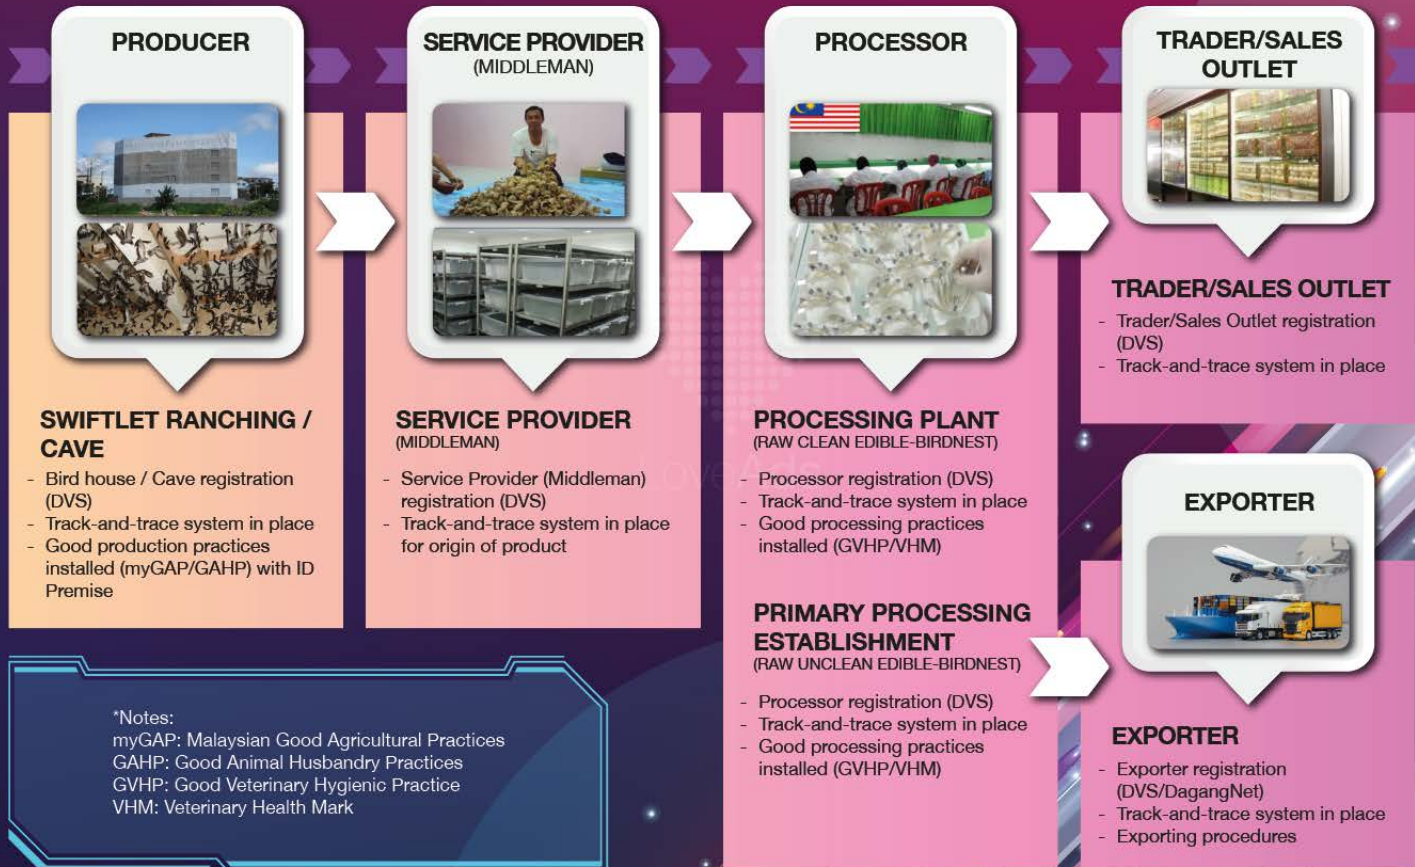 PRODUCER
SWIFTLET RANCHING /
CAVE
- Bird house / Cave registration
(DVS)
- Track-and-trace system in place
- Good production practices
installed (myGAP/GAHP) with ID
Premise
SERVICE PROVIDER
(MIDDLEMAN)
SERVICE PROVIDER
(MIDDLEMAN)
- Service Provider (Middleman)
registration (DVS)
- Track-and-trace system in place
for origin of product
PROCESSOR
PROCESSING PLANT
(RAW CLEAN EDIBLE-BIRDNEST)
- Processor registration (DVS)
- Track-and-trace system in place
- Good processing practices
installed (GVHP/VHM)
PRIMARY PROCESSING
ESTABLISHMENT
(RAW UNCLEAN EDIBLE-BIRDNEST)
- Processor registration (DVS)
- Track-and-trace system in place
- Good processing practices
installed (GVHP/VHM)
TRADER/SALES
OUTLET
TRADER/SALES OUTLET
- Trader/Sales Outlet registration
(DVS)
- Track-and-trace system in place
EXPORTER
EXPORTER
- Exporter registration
(DVS/DagangNet)
- Track-and-trace system in place
- Exporting procedures
*Notes:
myGAP: Malaysian Good Agricultural Practices
GAHP: Good Animal Husbandry Practices
GVHP: Good Veterinary Hygienic Practice
VHM: Veterinary Health Mark
LoveAds